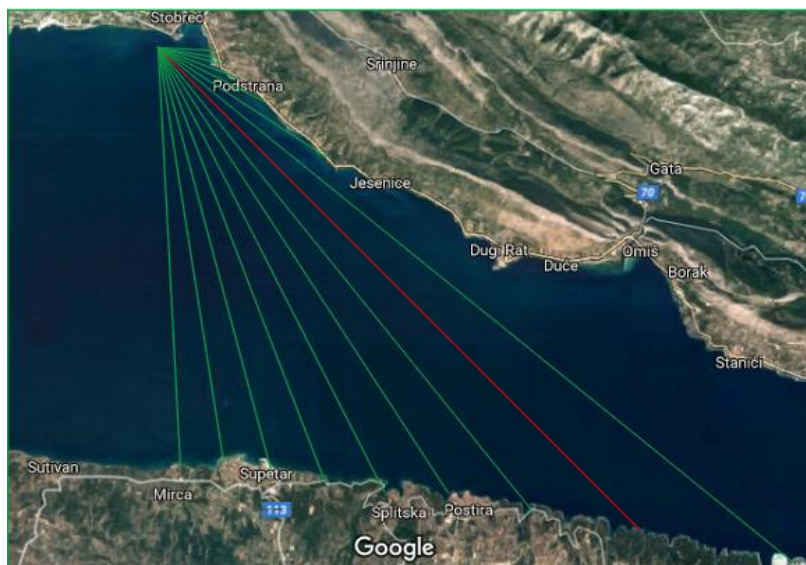 Stobreč
Srinjine
Podstrana
Gata
Jesenice
70
Dug Rat
Omiš
Duće
Borak
Stanići
Sutivan
Supetar
Mirca
113
Splitska
Postira
Google